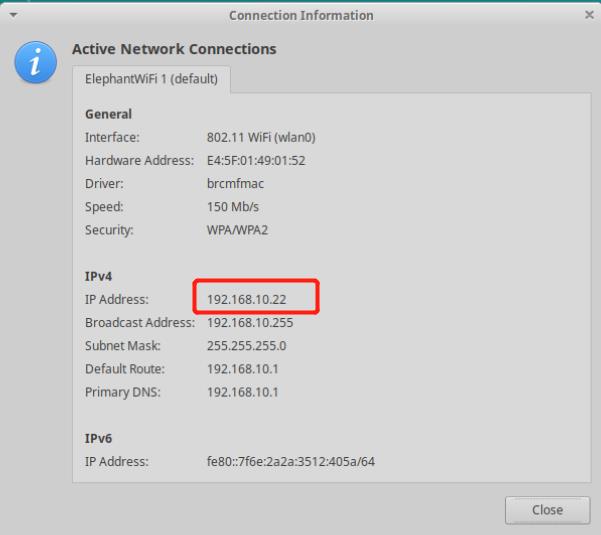 Connection Information
Active Network Connections
ElephantWiFi 1 (default)
General
Interface: 802.11 WiFi (wlan0)
Hardware Address: E4:5F:01:49:01:52
Driver: brcmfmac
Speed: 150 Mb/s
Security: WPA/WPA2
IPv4
IP Address: 192.168.10.22
Broadcast Address: 192.168.10.255
Subnet Mask: 255.255.255.0
Default Route: 192.168.10.1
Primary DNS: 192.168.10.1
IPv6
IP Address: fe80::7f6e:2a2a:3512:405a/64
Close